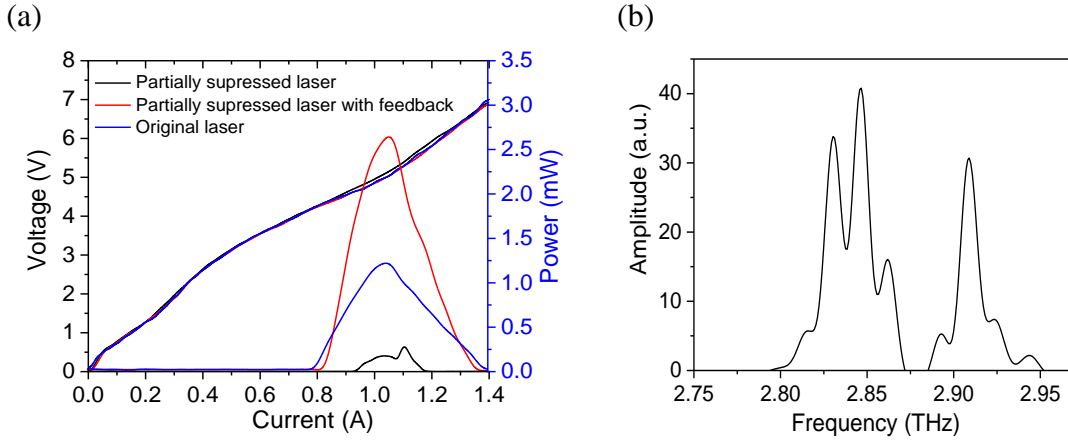 (a)
(b)
8
7
6
5
4
3
2
1
0
Voltage (V)
Partially supressed laser
Partially supressed laser with feedback
Original laser
3.5
3.0
2.5
2.0
1.5
1.0
0.5
0.0
Power (mW)
0.0 0.2 0.4 0.6 0.8 1.0 1.2 1.4
Current (A)
40
30
20
10
0
Amplitude (a.u.)
2.75 2.80 2.85 2.90 2.95
Frequency (THz)